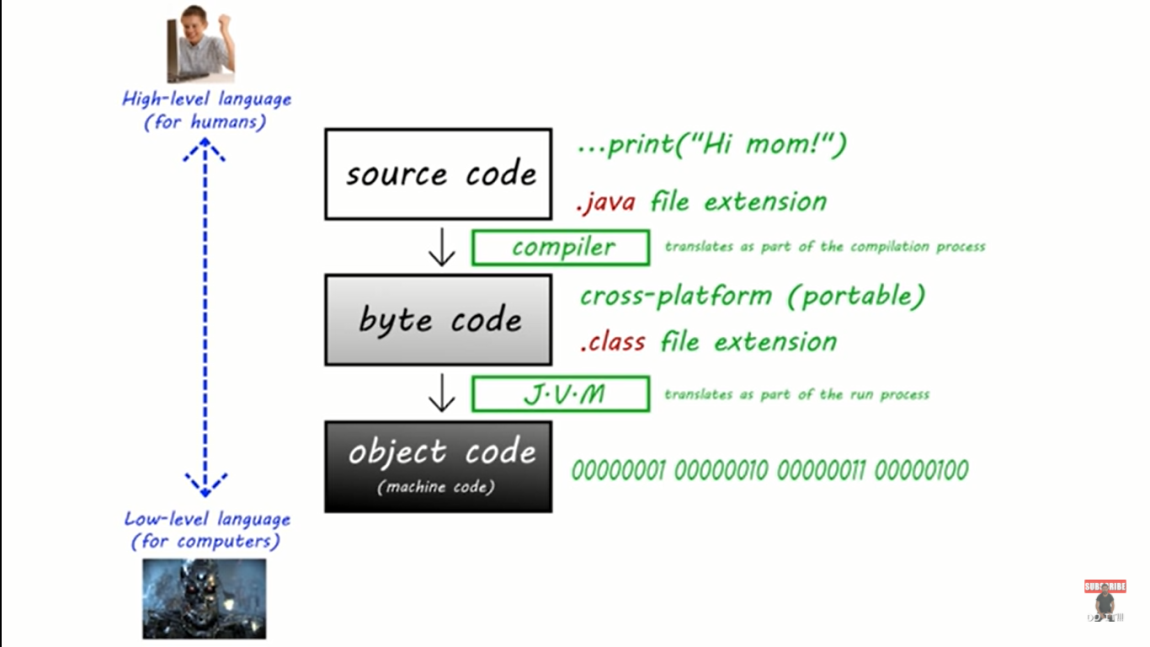 High-level language
(for humans)
source code
...print("Hi mom!")
.java file extension
compiler
translates as part of the compilation process
byte code
cross-platform (portable)
.class file extension
J.V.M
translates as part of the run process
object code
(machine code)
00000001 00000010 00000011 00000100
Low-level language
(for computers)